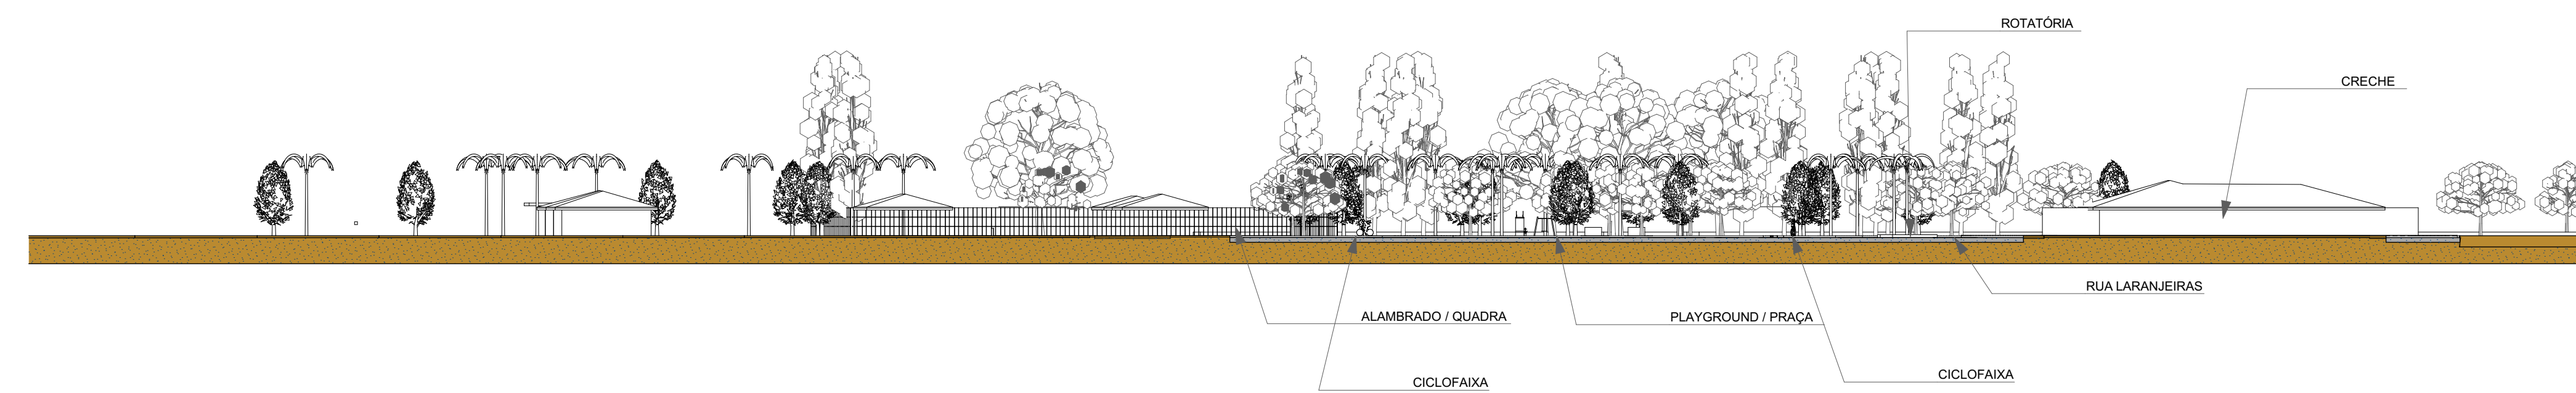 ROTATÓRIA
CRECHE
RUA LARANJEIRAS
ALAMBRADO / QUADRA
PLAYGROUND / PRAÇA
CICLOFAIXA
CICLOFAIXA